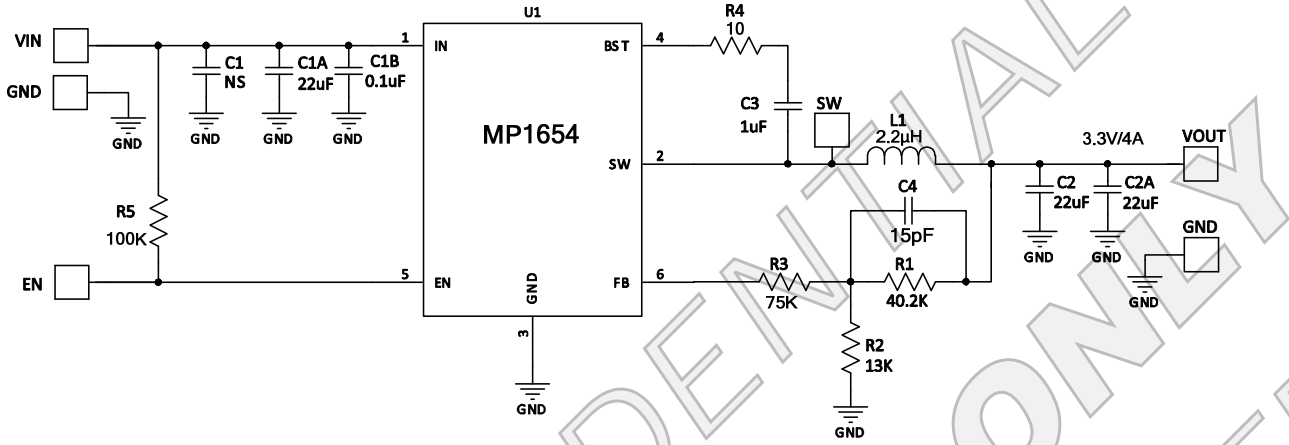 U1
VIN
GND
GND
C1
NS
GND
C1A
22uF
GND
C1B
0.1uF
GND
1
IN
BST
4
R4
10
MP1654
C3
1uF
SW
SW
2
L1
2.2µH
3.3V/4A
VOUT
C2
22uF
GND
C2A
22uF
GND
GND
GND
R5
100K
EN
5
EN
GND
3
GND
FB
6
R3
75K
C4
15pF
R1
40.2K
R2
13K
GND
DENTIAL
ONLY